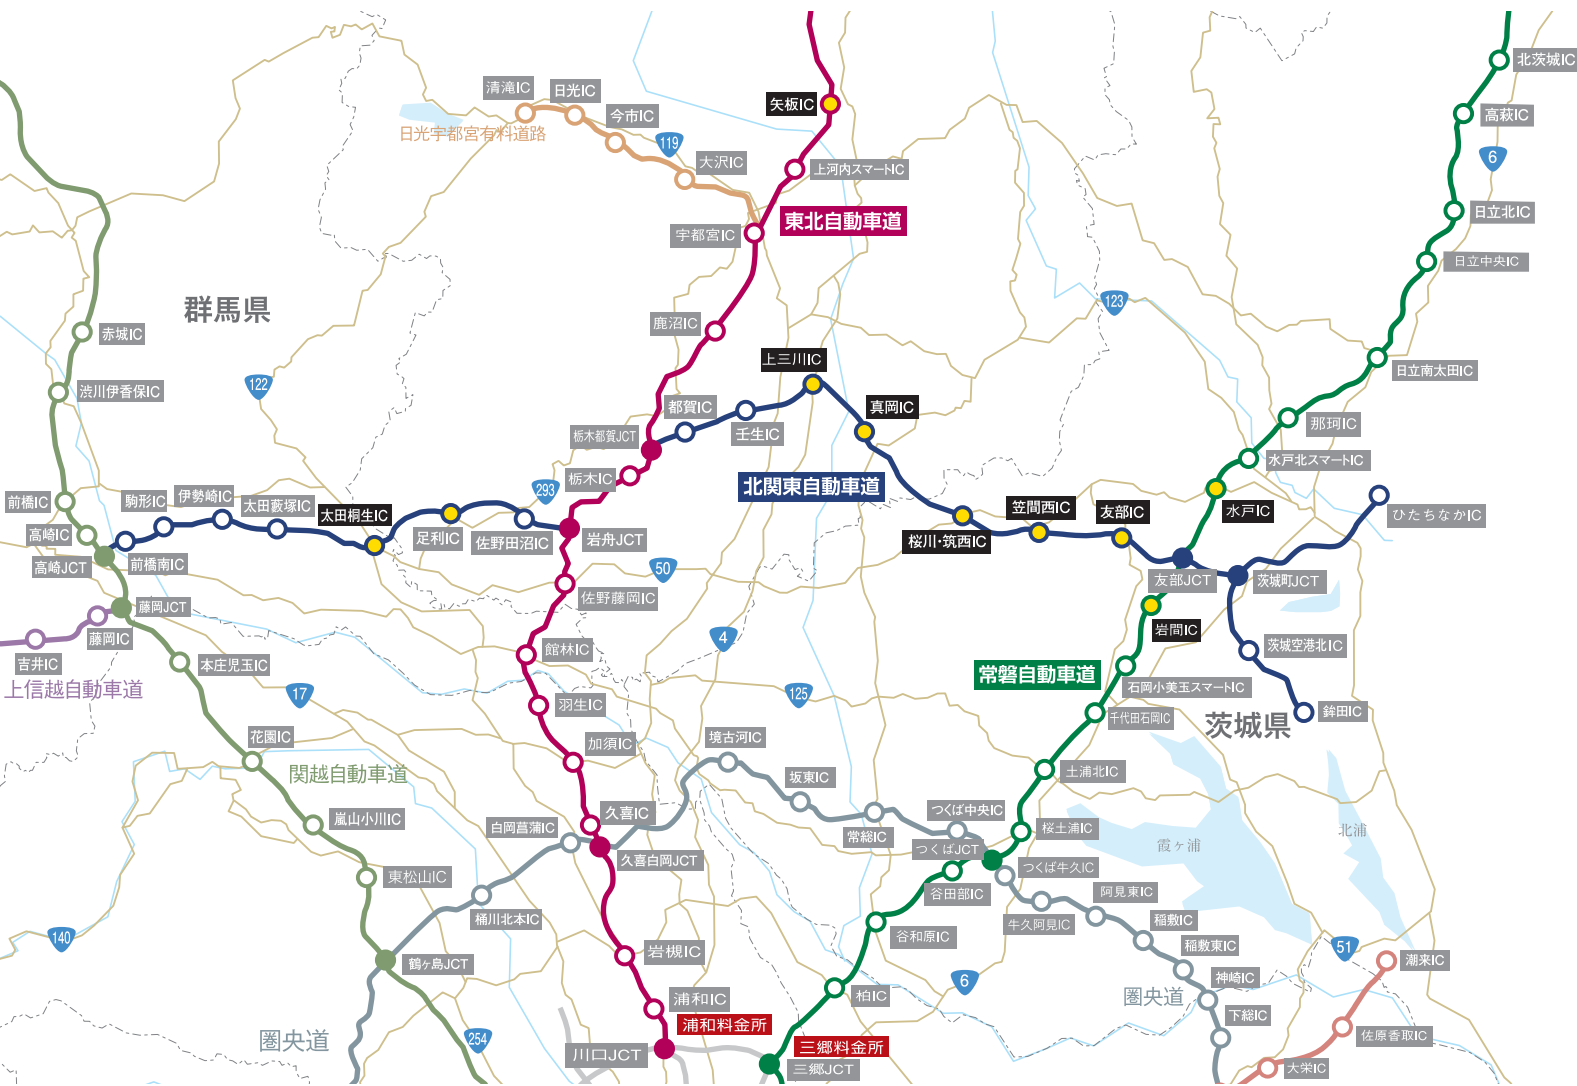 北茨城IC
清滝IC
日光IC
今市IC
矢板IC
高萩IC
日光宇都宮有料道路
119
大沢IC
上河内スマートIC
6
宇都宮IC
東北自動車道
日立北IC
日立中央IC
群馬県
123
赤城IC
鹿沼IC
上三川IC
日立南太田IC
渋川伊香保IC
122
都賀IC
真岡IC
栃木都賀JCT
壬生IC
那珂IC
水戸北スマートIC
前橋IC
駒形IC
伊勢崎IC
太田藪塚IC
太田桐生IC
293
栃木IC
北関東自動車道
笠間西IC
友部IC
水戸IC
ひたちなかIC
高崎IC
足利IC
佐野田沼IC
岩舟JCT
桜川・筑西IC
高崎JCT
前橋南IC
50
友部JCT
茨城町JCT
藤岡JCT
佐野藤岡IC
藤岡IC
4
岩間IC
茨城空港北IC
吉井IC
本庄児玉IC
館林IC
常磐自動車道
石岡小美玉スマートIC
上信越自動車道
17
125
羽生IC
千代田石岡IC
茨城県
鉾田IC
花園IC
加須IC
境古河IC
関越自動車道
坂東IC
土浦北IC
嵐山小川IC
白岡菖蒲IC
久喜IC
つくば中央IC
常総IC
桜土浦IC
北浦
霞ヶ浦
久喜白岡JCT
つくばJCT
つくば牛久IC
東松山IC
谷田部IC
阿見東IC
桶川北本IC
牛久阿見IC
稲敷IC
140
谷和原IC
稲敷東IC
51
鶴ヶ島JCT
岩槻IC
潮来IC
6
神崎IC
柏IC
圏央道
浦和IC
下総IC
浦和料金所
圏央道
254
佐原香取IC
川口JCT
三郷料金所
三郷JCT
大栄IC